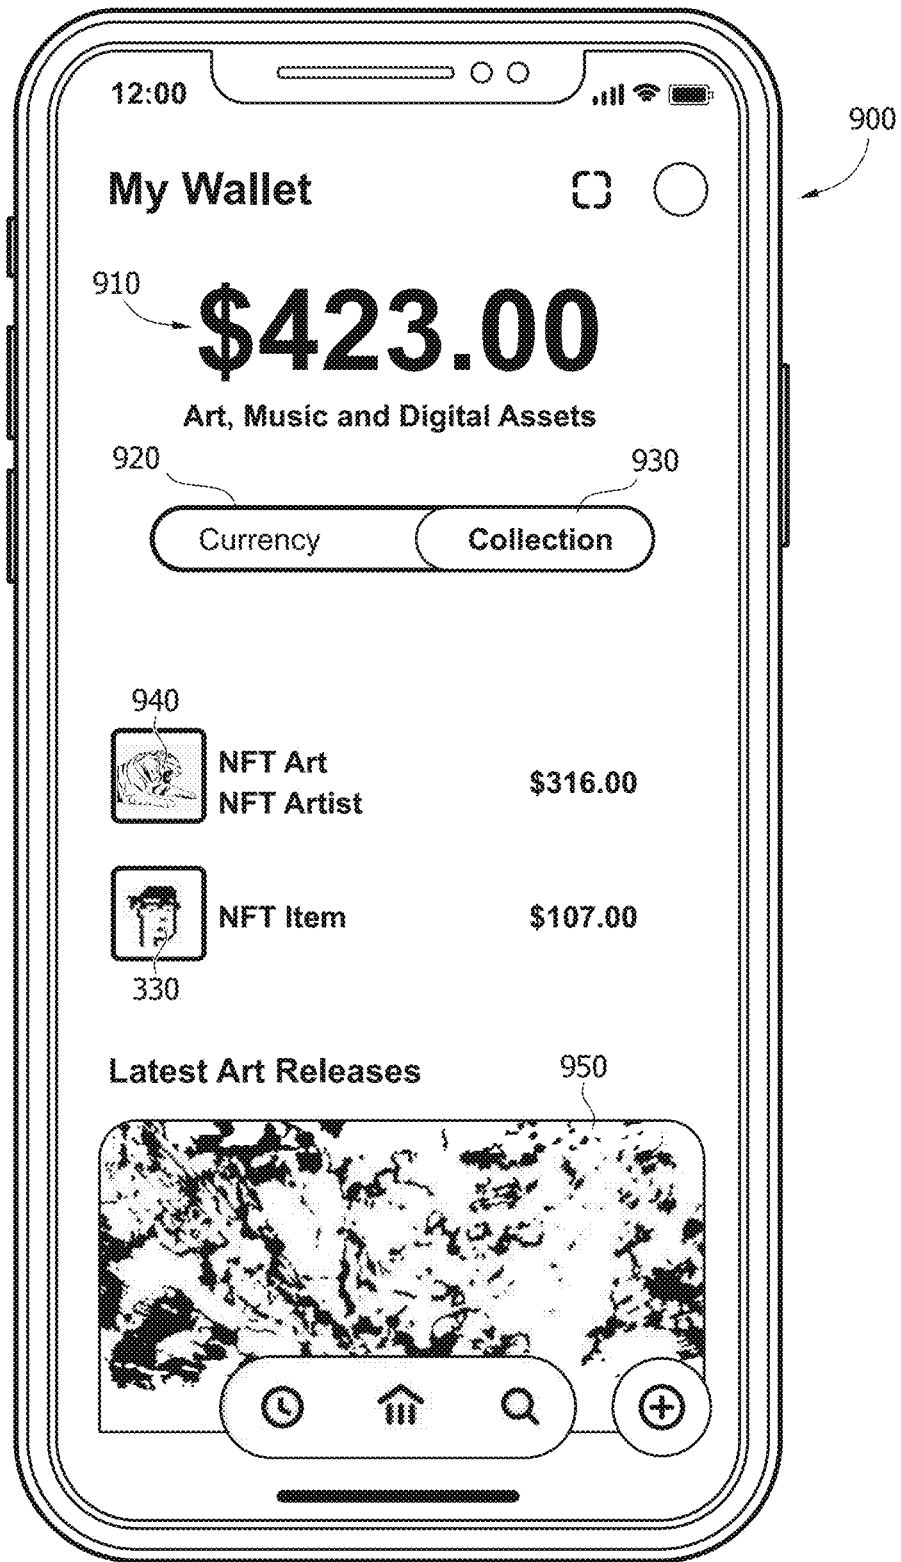 12:00
900
My Wallet
910
$423.00
Art, Music and Digital Assets
920
930
Currency
Collection
940
NFT Art
NFT Artist
$316.00
NFT Item
$107.00
330
Latest Art Releases
950